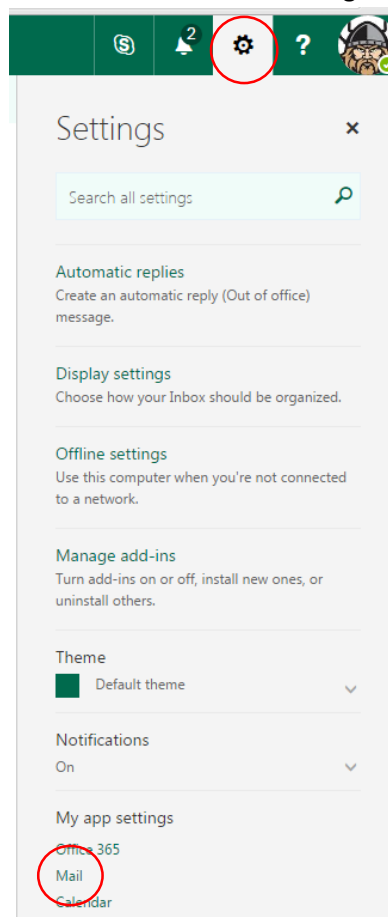 2
?
Settings
Search all settings
Automatic replies
Create an automatic reply (Out of office)
message.
Display settings
Choose how your Inbox should be organized.
Offline settings
Use this computer when you're not connected
to a network.
Manage add-ins
Turn add-ins on or off, install new ones, or
uninstall others.
Theme
Default theme
Notifications
On
My app settings
Office 365
Mail
Calendar